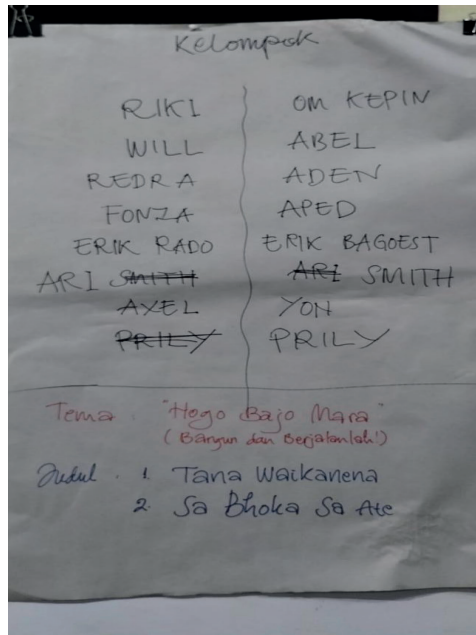 Kelompok
RIKI
WILL
REDRA
FONZA
ERIK RADO
ARI SMITH
AXEL
PRILY
OM KEPIN
ABEL
ADEN
APED
ERIK BAGOEST
ARI SMITH
YON
PRILY
Tema : "Hogo Bajo Mara"
(Bangun dan Berjalanlah!)
Judul . 1. Tana Waikanena
2. Sa Bhoka Sa Ate